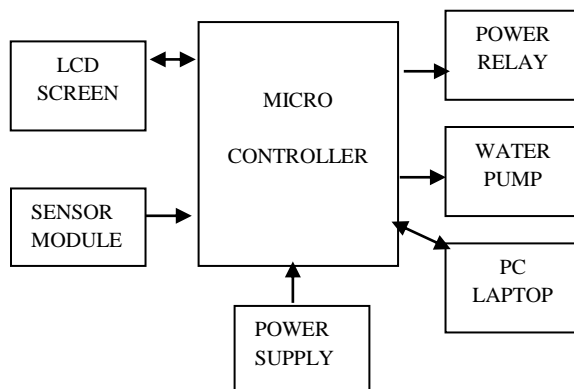 LCD
SCREEN
SENSOR
MODULE
MICRO
CONTROLLER
POWER
SUPPLY
POWER
RELAY
WATER
PUMP
PC
LAPTOP